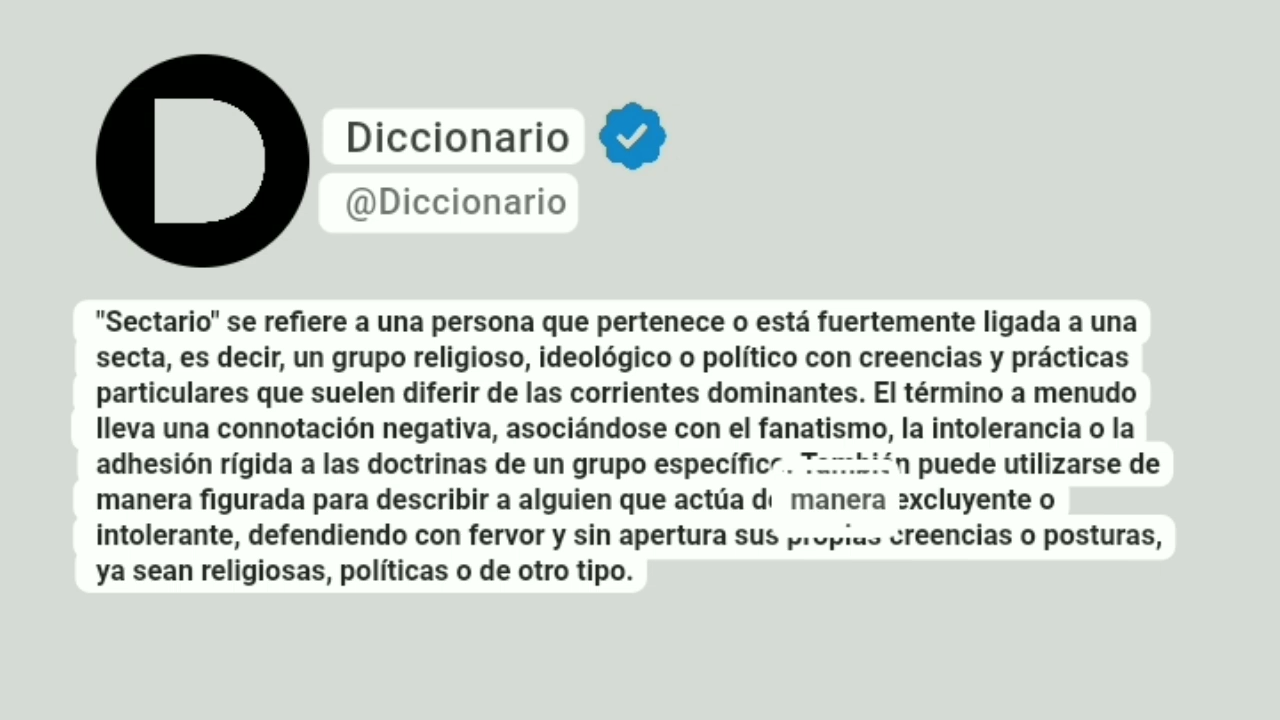 D
Diccionario
@Diccionario
"Sectario" se refiere a una persona que pertenece o está fuertemente ligada a una
secta, es decir, un grupo religioso, ideológico o político con creencias y prácticas
particulares que suelen diferir de las corrientes dominantes. El término a menudo
lleva una connotación negativa, asociándose con el fanatismo, la intolerancia o la
adhesión rígida a las doctrinas de un grupo específico. También puede utilizarse de
manera figurada para describir a alguien que actúa de manera excluyente o
intolerante, defendiendo con fervor y sin apertura sus propias creencias o posturas,
ya sean religiosas, políticas o de otro tipo.